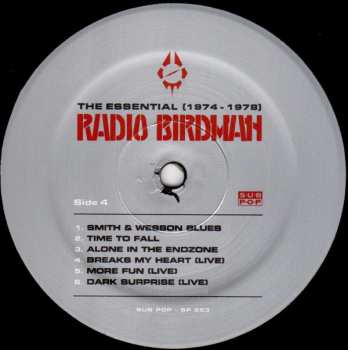 THE ESSENTIAL (1974 - 1978)
RADIO BIRDMAN
Side 4
SUB
POP
1. SMITH & WESSON BLUES
2. TIME TO FALL
3. ALONE IN THE ENDZONE
4. BREAKS MY HEART (LIVE)
5. MORE FUN (LIVE)
6. DARK SURPRISE (LIVE)
SUB POP - SP 553